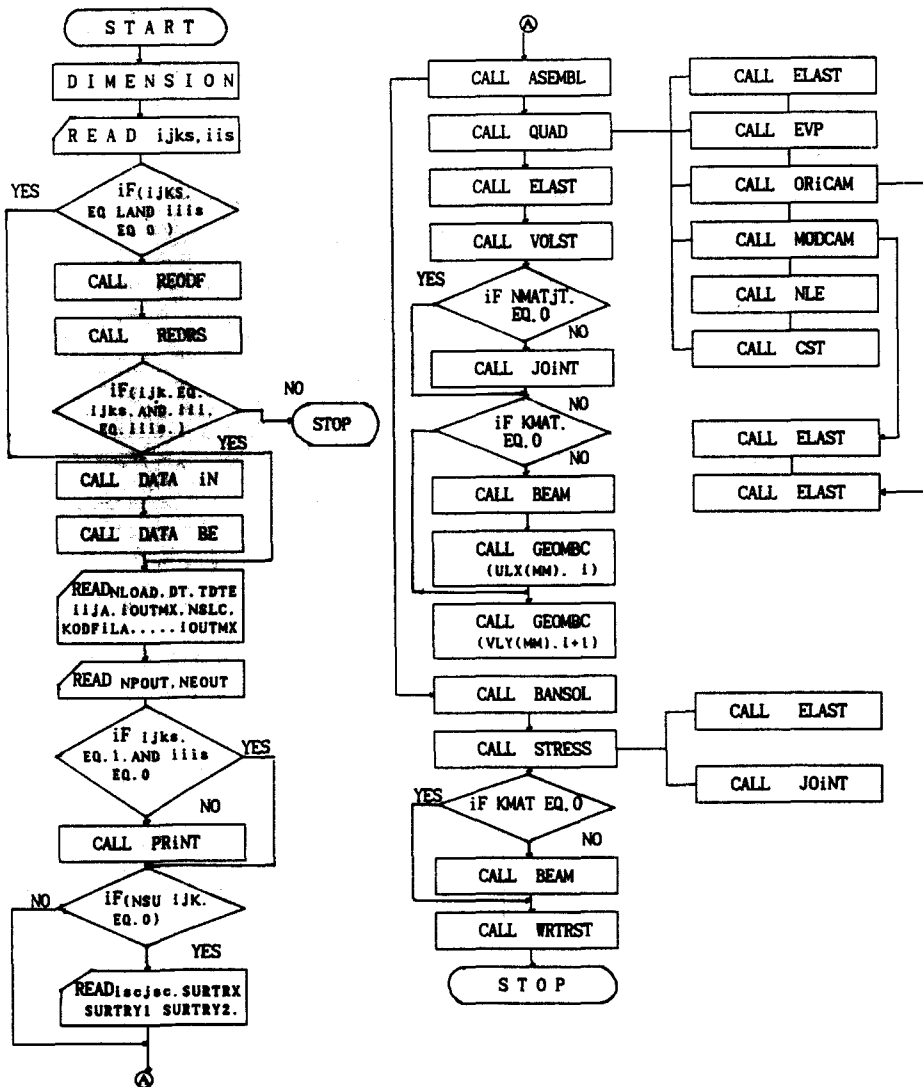 START
DIMENSION
READ ijks,iis
iF(ijKS.
EQ 1.AND iiis
EQ 0 )
YES
CALL REODF
CALL REDRS
iF(ijk.EQ.
ijks.AND.iii.
EQ.iiis.)
NO
STOP
YES
CALL DATA iN
CALL DATA BE
READ NLOAD.DT.TDTE
iijA.iOUTMX.NSLC.
KODFiLA.....iOUTMX
READ NPOUT,NEOUT
iF ijks.
EQ.1.AND iiis
EQ.0
YES
NO
CALL PRiNT
iF(NSU iJK.
EQ.0)
NO
YES
READiscjsc.SURTRX
SURTRY1 SURTRY2.
A
A
CALL ASEMBL
CALL QUAD
CALL ELAST
CALL VOLST
YES
iF NMATjT.
EQ.0
NO
CALL JOiNT
NO
iF KMAT.
EQ.0
NO
CALL BEAM
CALL GEOMBC
(ULX(MM). i)
CALL GEOMBC
(VLY(MM).i+1)
CALL BANSOL
CALL STRESS
YES
iF KMAT EQ.0
NO
CALL BEAM
CALL WRTRST
STOP
CALL ELAST
CALL EVP
CALL ORiCAM
CALL MODCAM
CALL NLE
CALL CST
CALL ELAST
CALL ELAST
CALL ELAST
CALL JOiNT